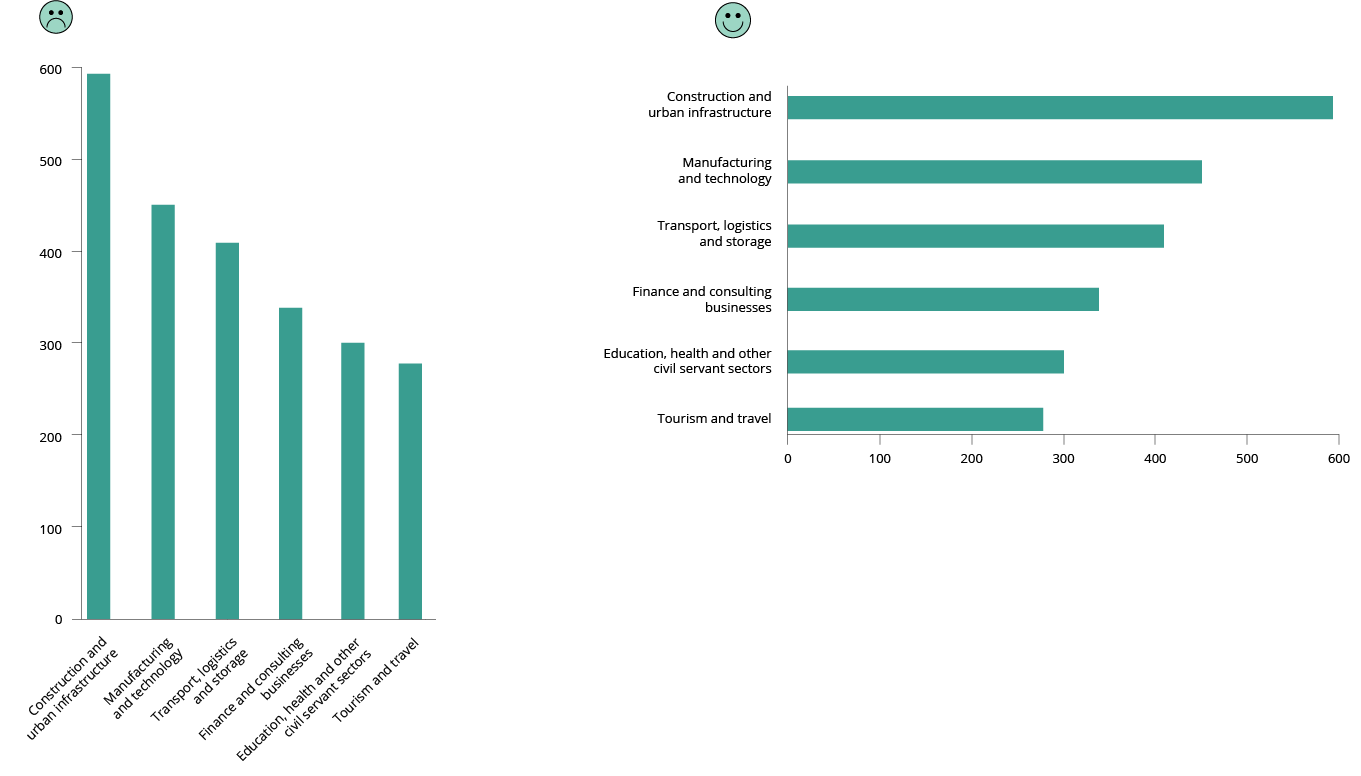 600
500
400
300
200
100
0
Construction and
urban infrastructure
Manufacturing
and technology
Transport, logistics
and storage
Finance and consulting
businesses
Education, health and other
civil servant sectors
Tourism and travel
Construction and
urban infrastructure
Manufacturing
and technology
Transport, logistics
and storage
Finance and consulting
businesses
Education, health and other
civil servant sectors
Tourism and travel
0 100 200 300 400 500 600